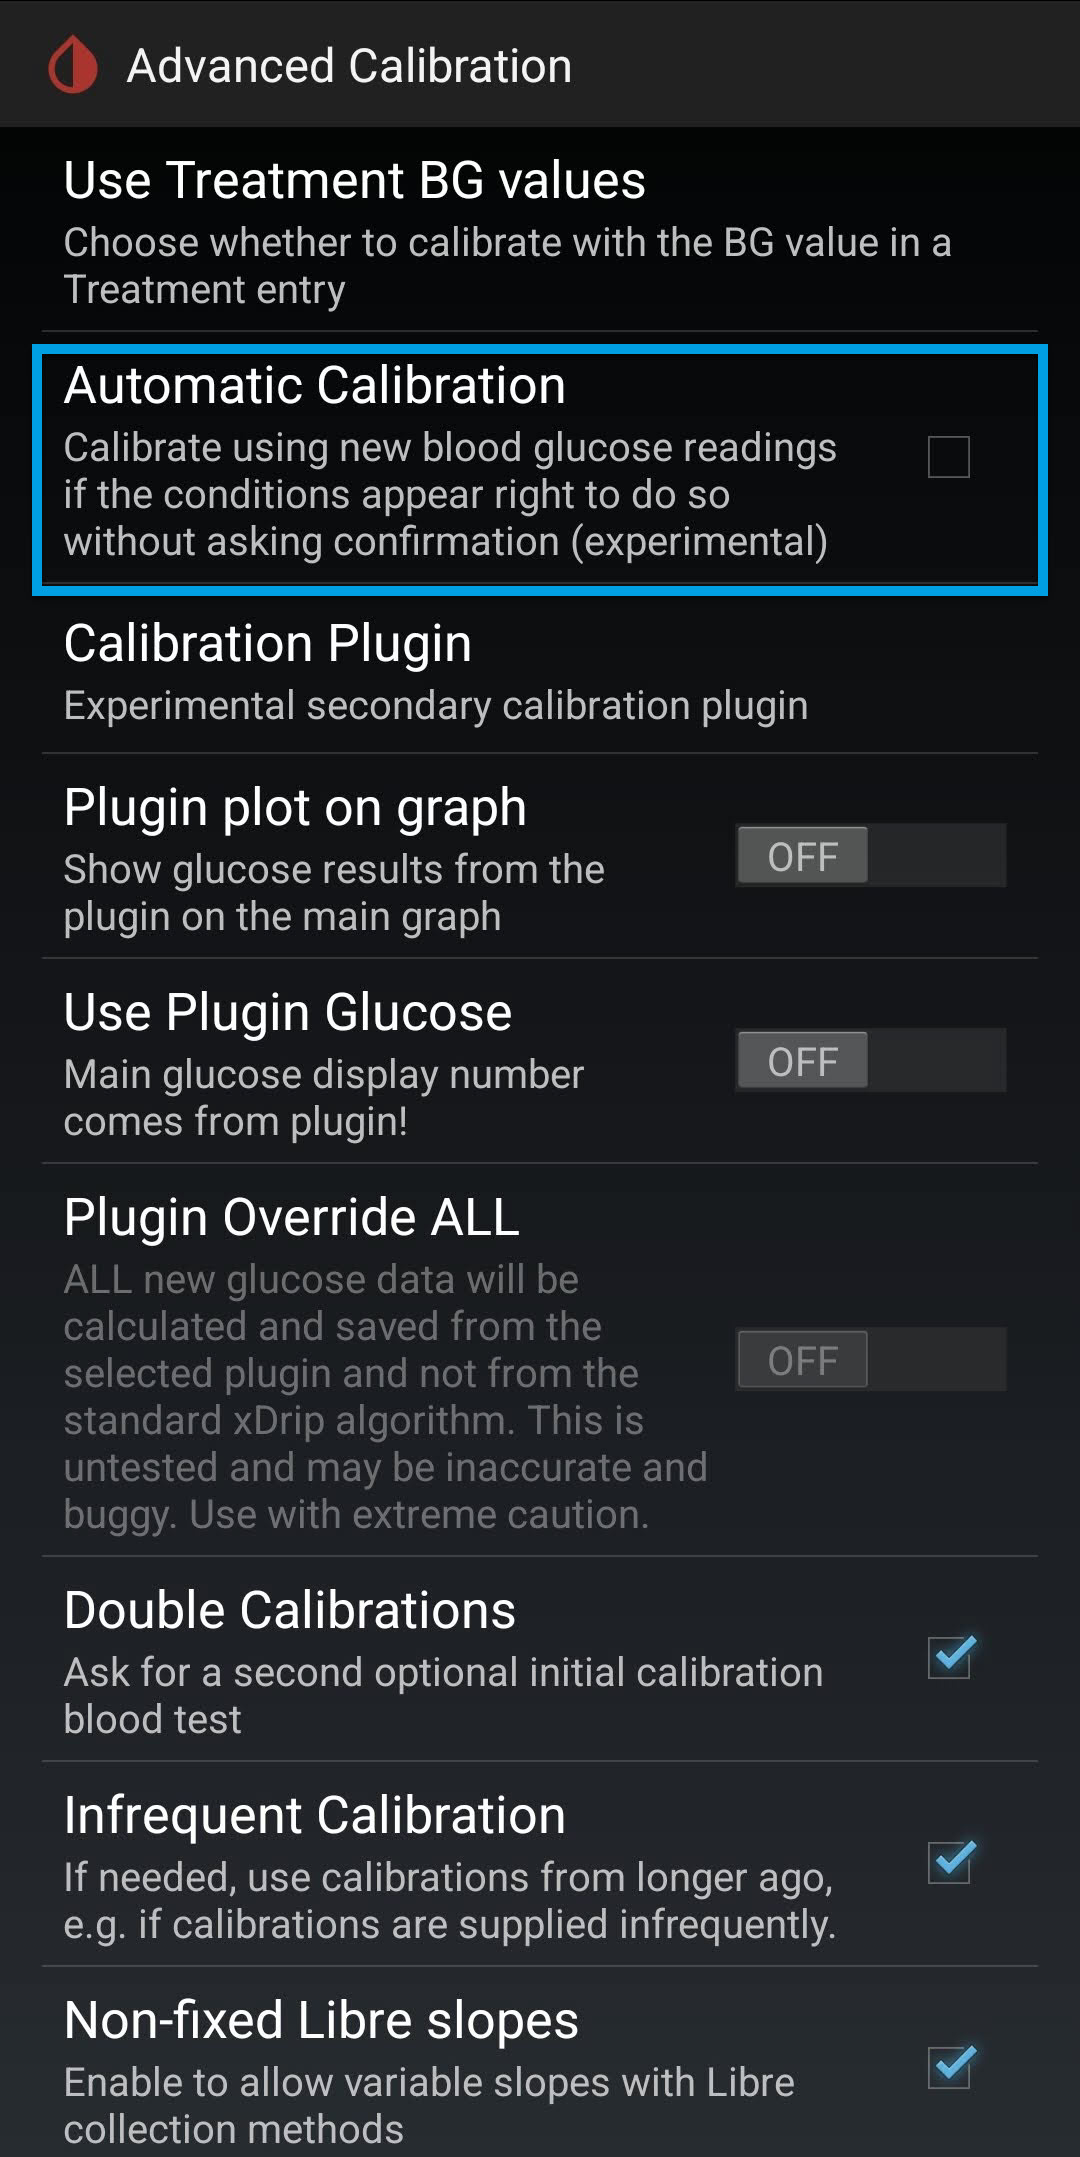 Advanced Calibration
Use Treatment BG values
Choose whether to calibrate with the BG value in a
Treatment entry
Automatic Calibration
Calibrate using new blood glucose readings
if the conditions appear right to do so
without asking confirmation (experimental)
Calibration Plugin
Experimental secondary calibration plugin
Plugin plot on graph
Show glucose results from the
plugin on the main graph
OFF
Use Plugin Glucose
Main glucose display number
comes from plugin!
OFF
Plugin Override ALL
ALL new glucose data will be
calculated and saved from the
selected plugin and not from the
standard xDrip algorithm. This is
untested and may be inaccurate and
buggy. Use with extreme caution.
OFF
Double Calibrations
Ask for a second optional initial calibration
blood test
Infrequent Calibration
If needed, use calibrations from longer ago,
e.g. if calibrations are supplied infrequently.
Non-fixed Libre slopes
Enable to allow variable slopes with Libre
collection methods